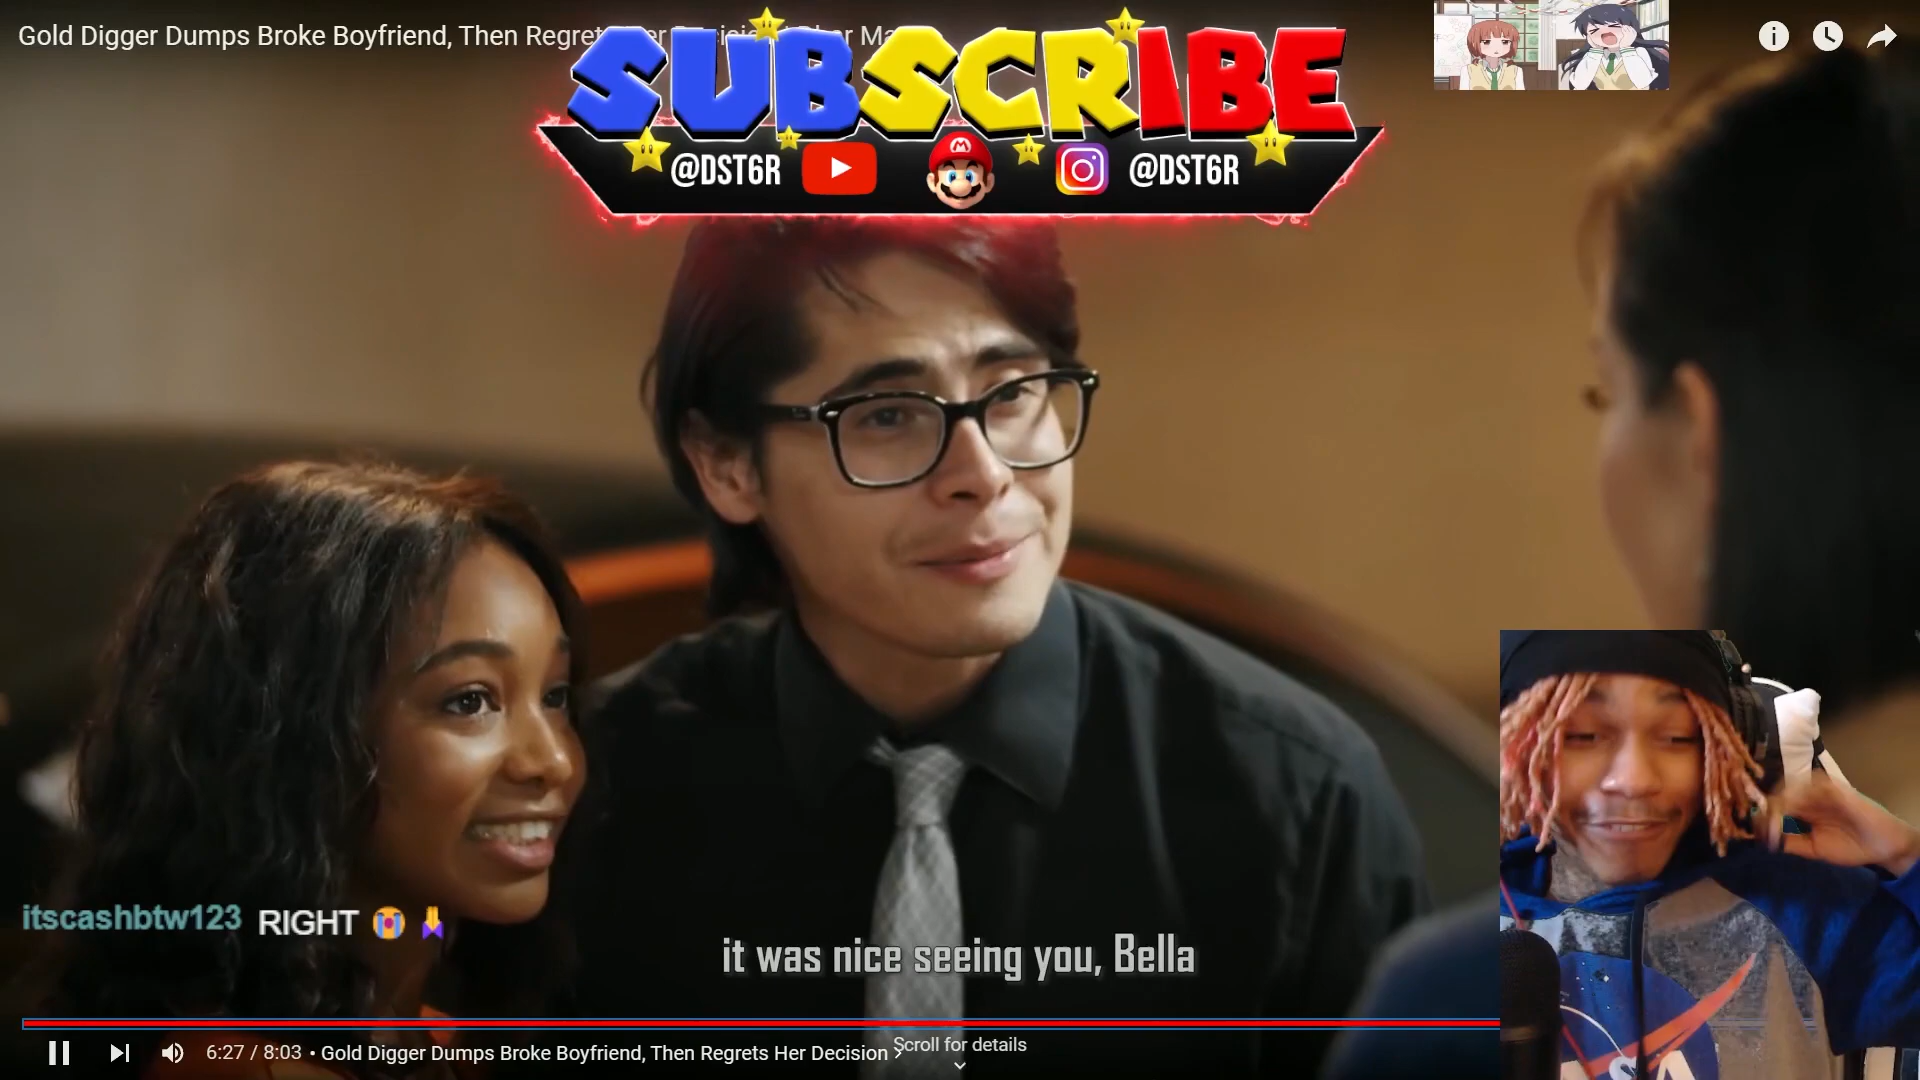 Gold Digger Dumps Broke Boyfriend, Then Regret
SUBSCRIBE
@DST6R @DST6R
itscashbtw123 RIGHT 😭 🙏
it was nice seeing you, Bella
6:27 / 8:03 • Gold Digger Dumps Broke Boyfriend, Then Regrets Her Decision
Scroll for details